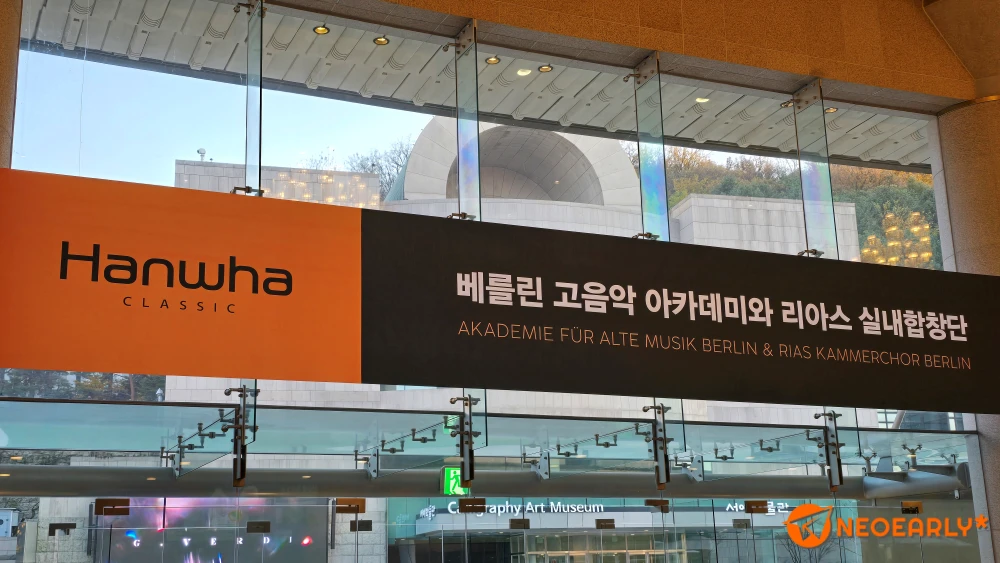 Hanwha
CLASSIC
베를린 고음악 아카데미와 리아스 실내합창단
AKADEMIE FÜR ALTE MUSIK BERLIN & RIAS KAMMERCHOR BERLIN
Art Museum
VERDI
NEOEARLY*